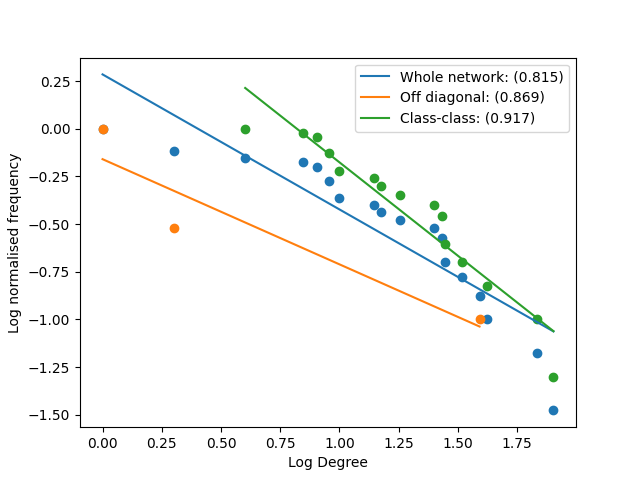 Whole network: (0.815)
Off diagonal: (0.869)
Class-class: (0.917)
0.25
0.00
−0.25
−0.50
−0.75
−1.00
−1.25
−1.50
Log normalised frequency
0.00 0.25 0.50 0.75 1.00 1.25 1.50 1.75
Log Degree